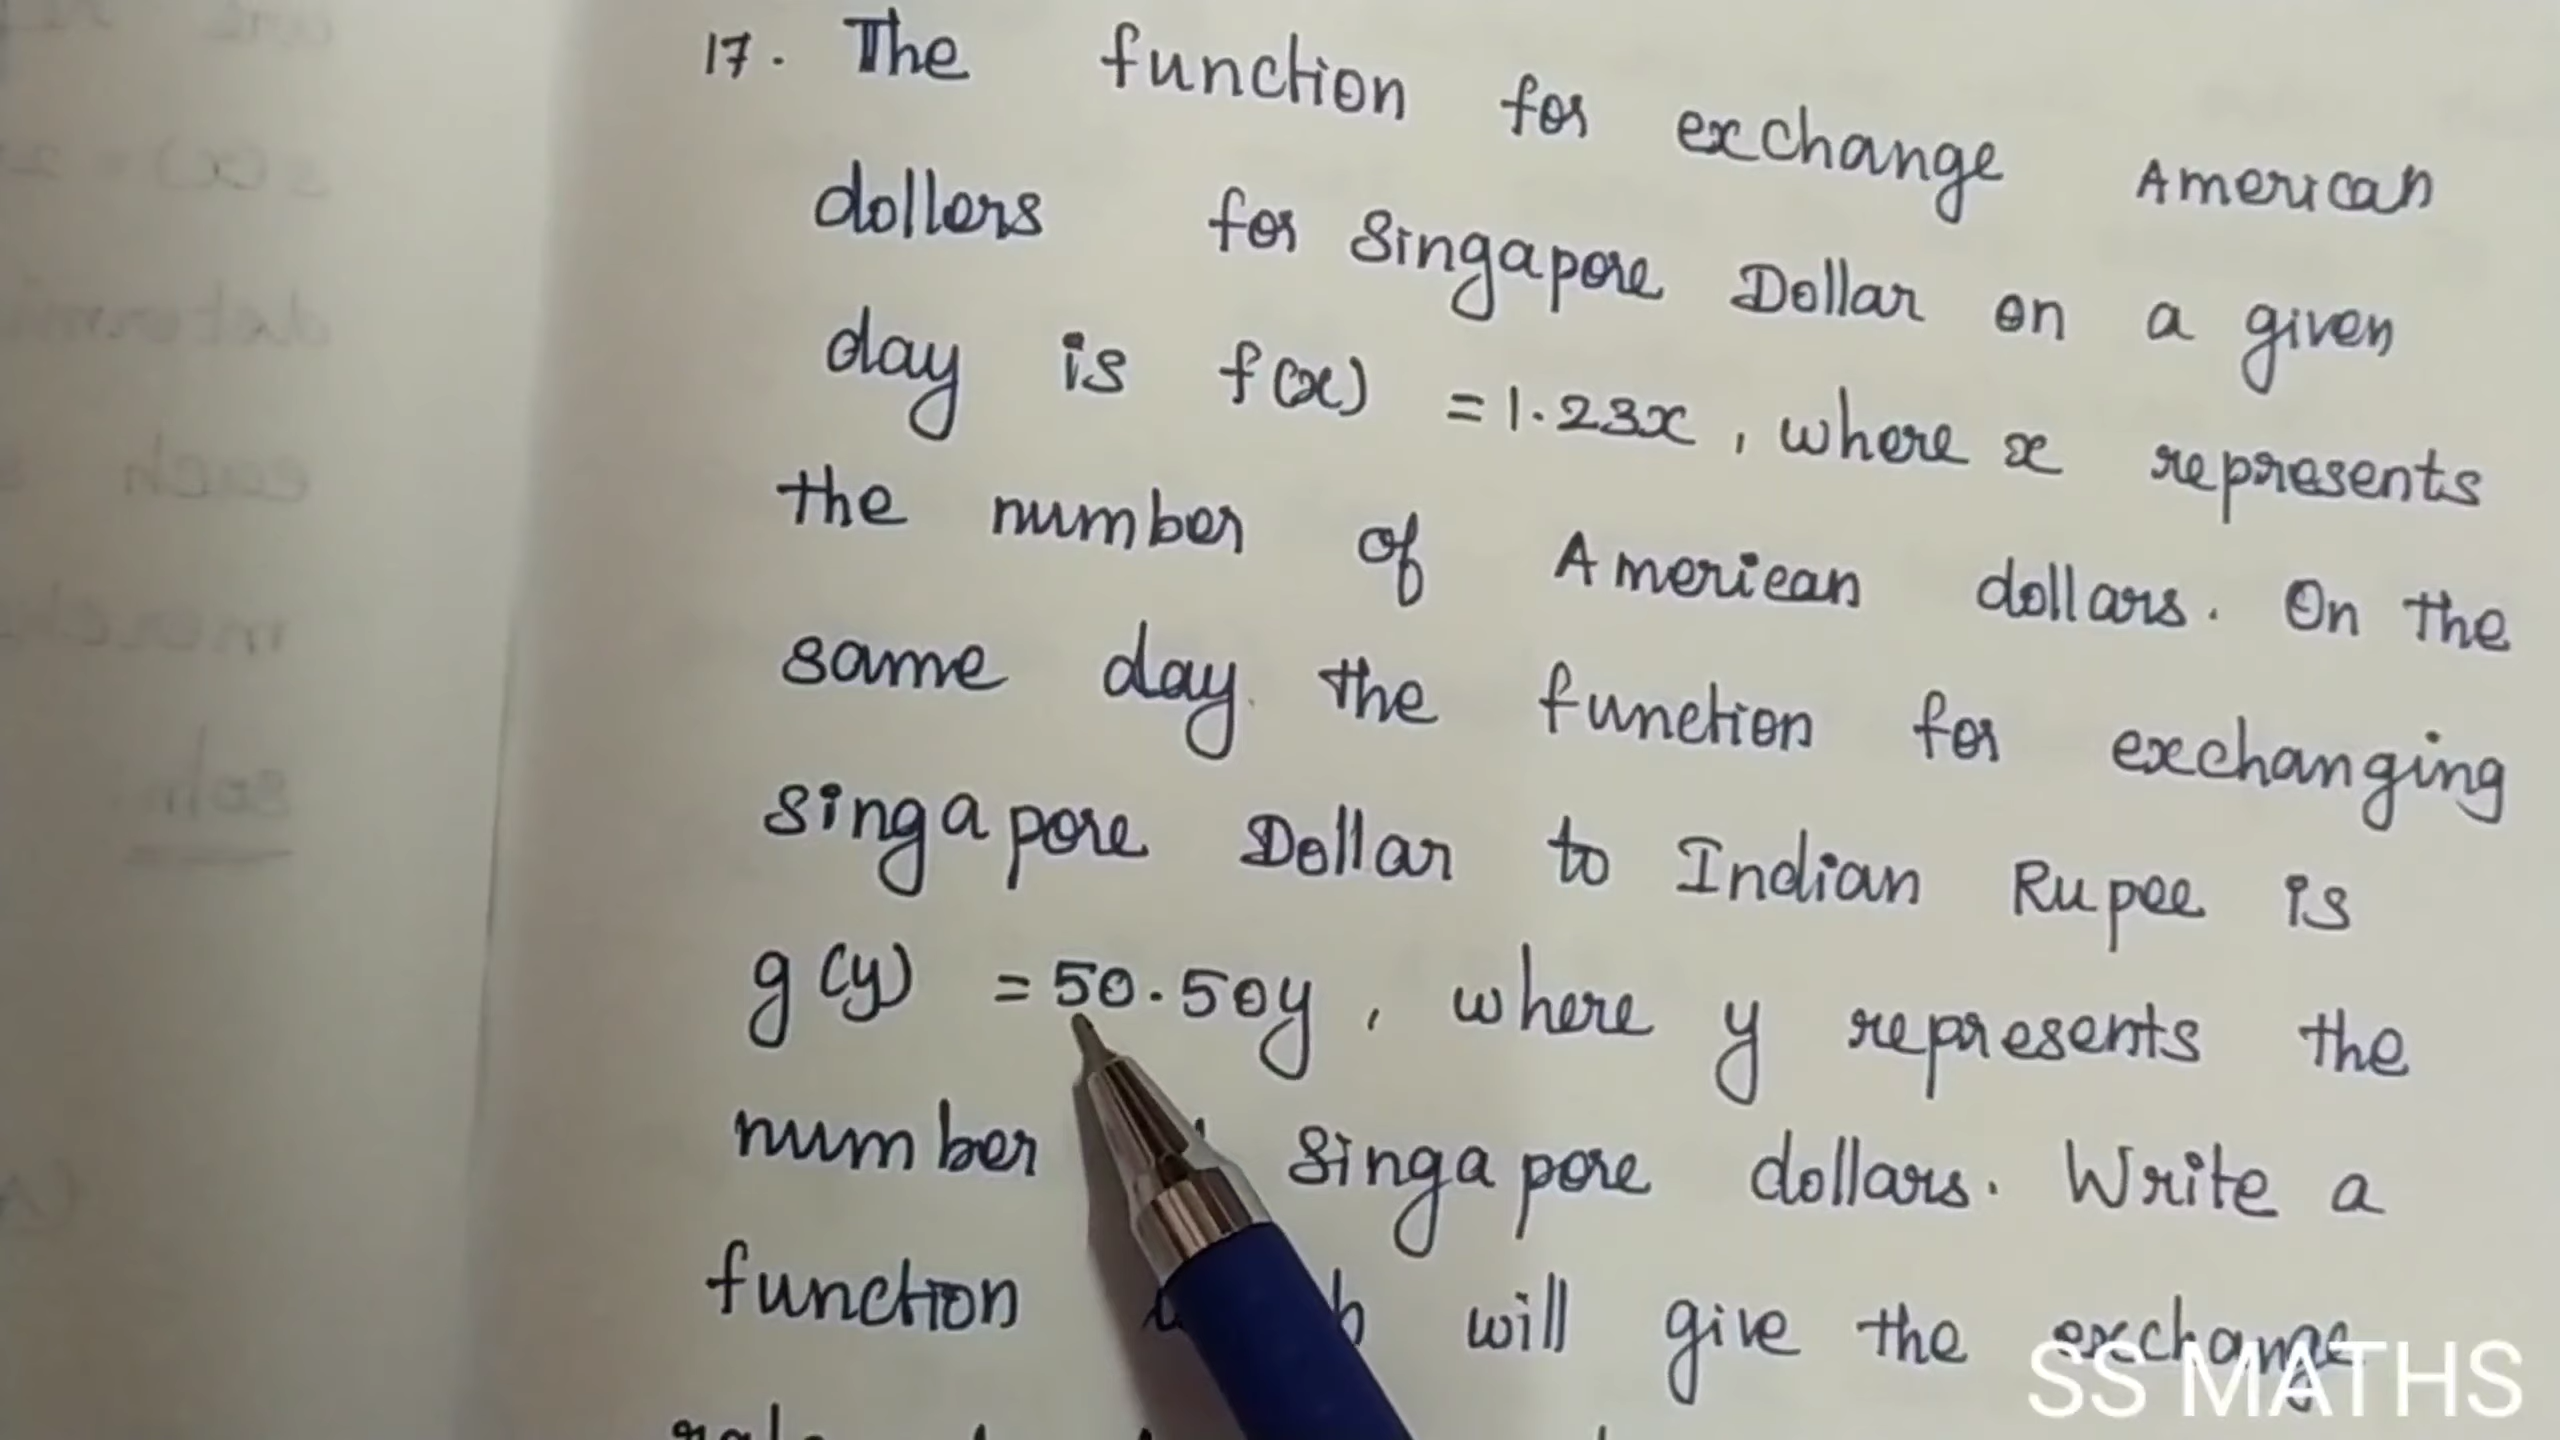 17. The function for exchange American
dollers for Singapore Dollar on a given
day is f(x) = 1.23x, where x represents
the number of American dollars. On the
same day the function for exchanging
singapore Dollar to Indian Rupee is
g(y) = 50.50y, where y represents the
number Singapore dollars. Write a
function will give the exchange
SS MATHS